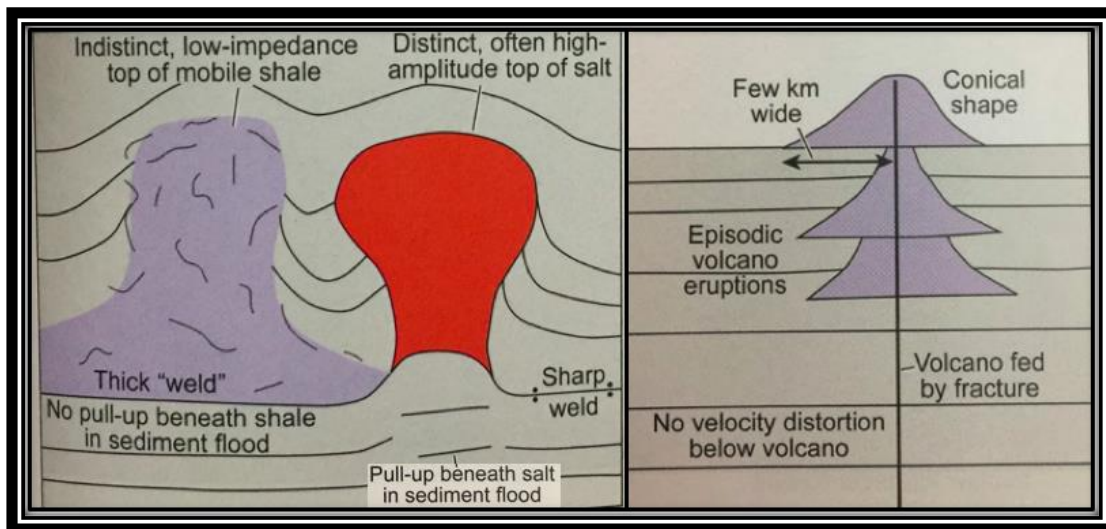 Indistinct, low-impedance
top of mobile shale
Distinct, often high-
amplitude top of salt
Thick "weld"
No pull-up beneath shale
in sediment flood
Sharp
weld
Pull-up beneath salt
in sediment flood
Few km
wide
Conical
shape
Episodic
volcano
eruptions
Volcano fed
by fracture
No velocity distortion
below volcano